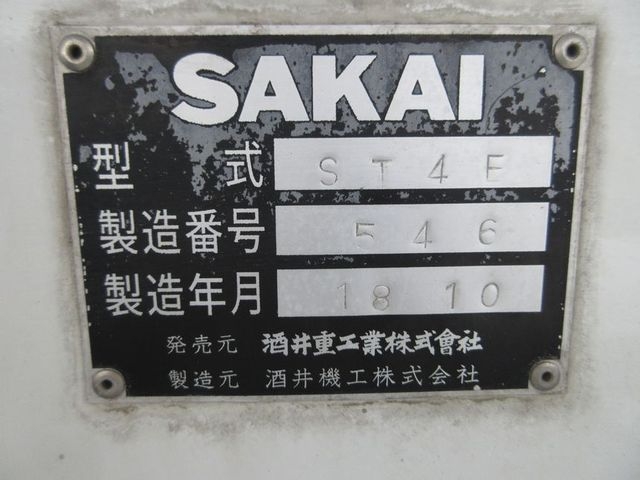 SAKAI
型式 ST4E
製造番号 546
製造年月 18 10
発売元 酒井重工業株式會社
製造元 酒井機工株式会社